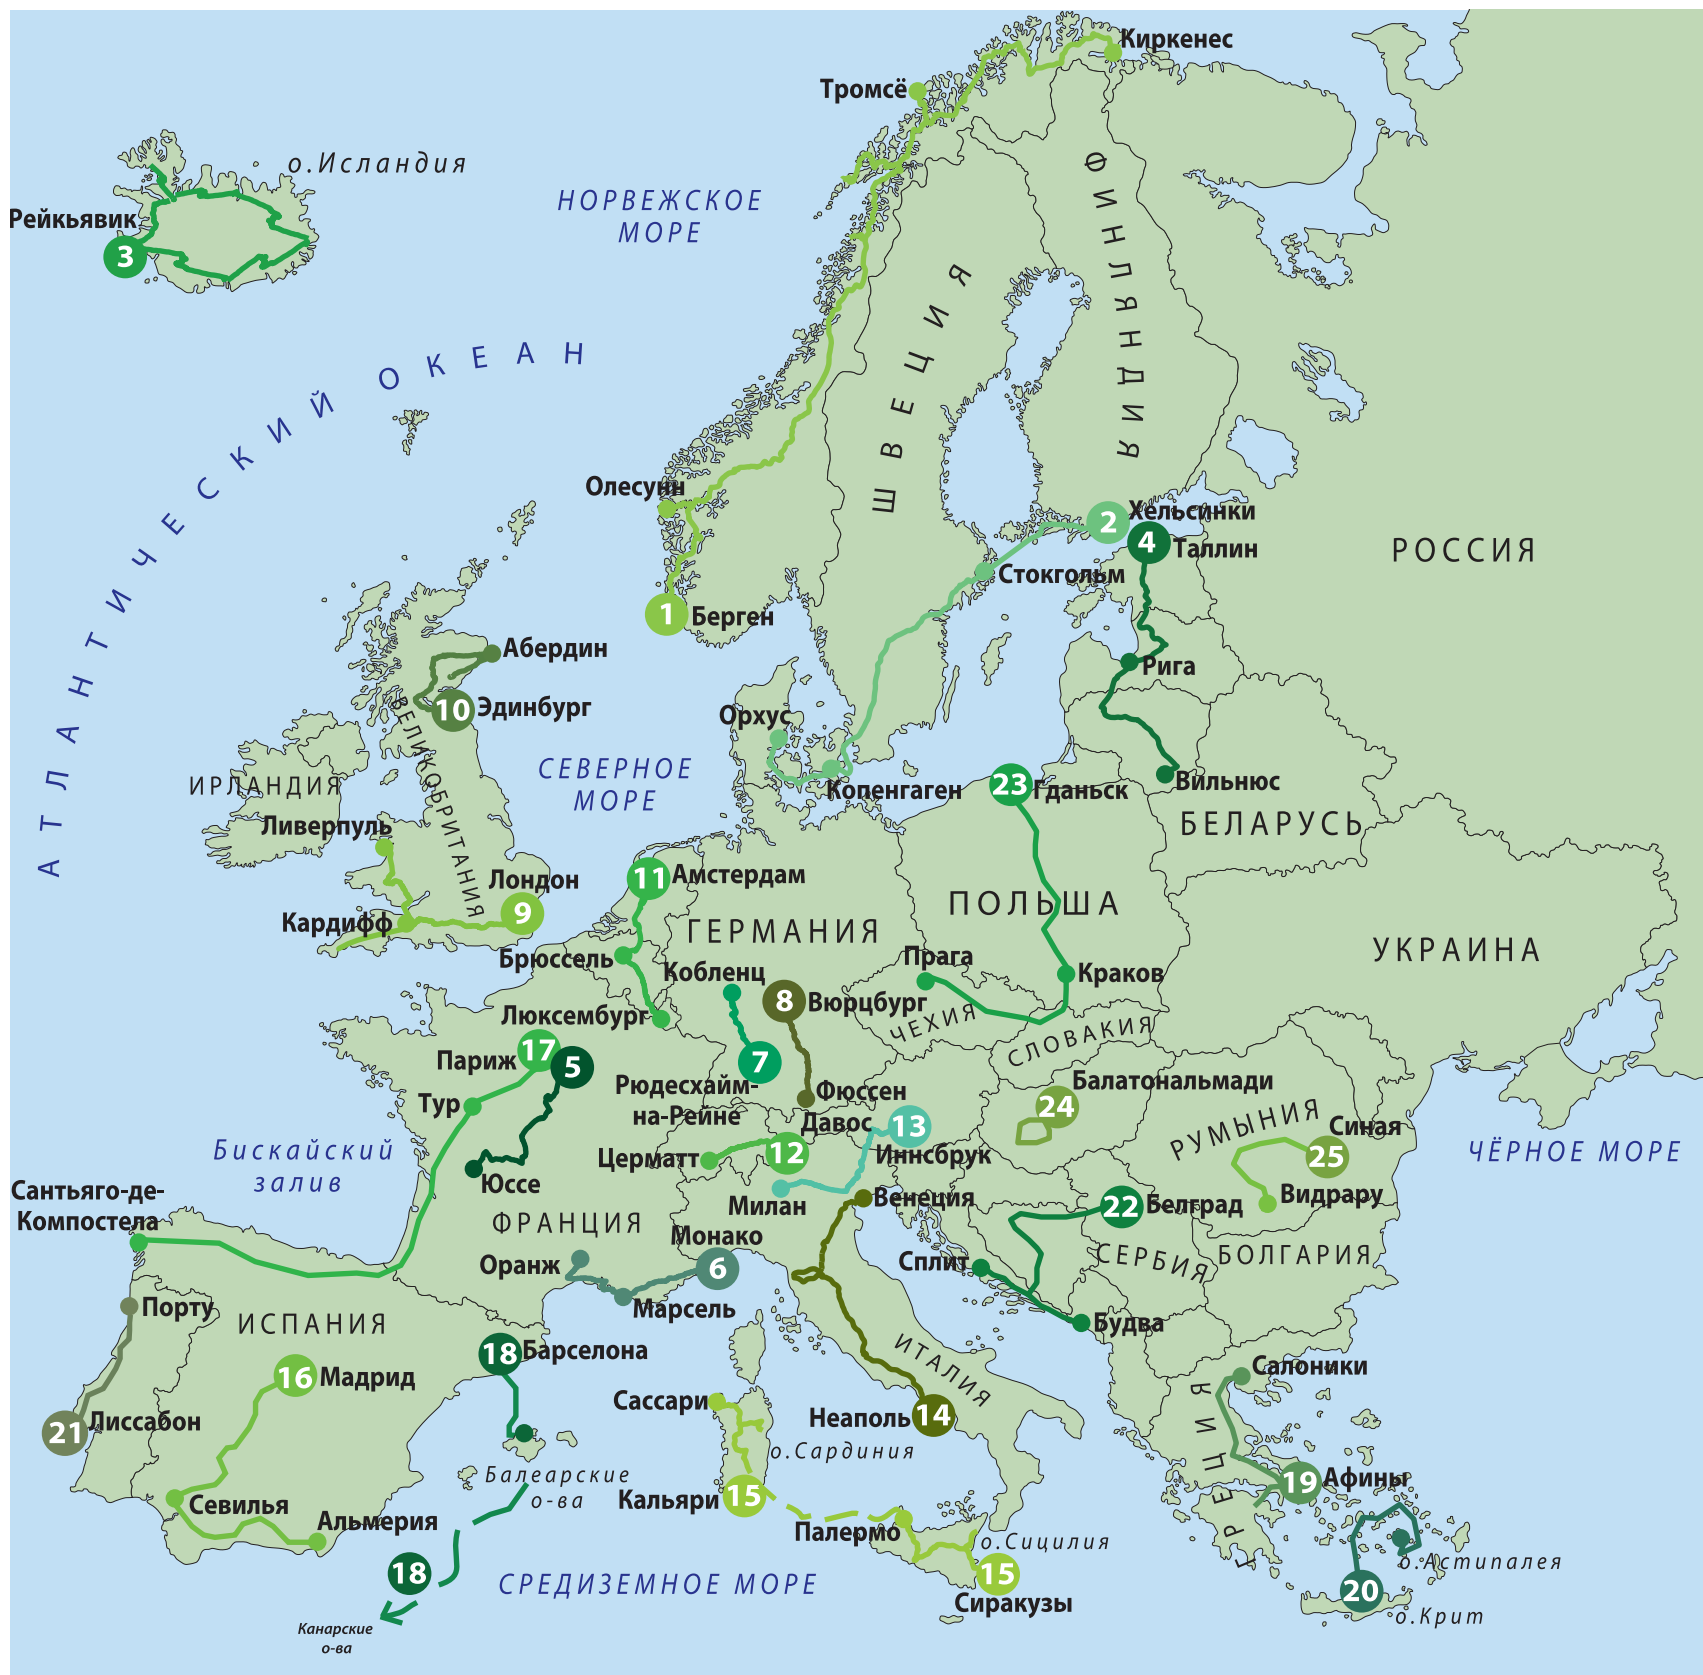 Киркенес
Тромсё
о.Исландия
НОРВЕЖСКОЕ
МОРЕ
Рейкьявик
3
ФИНЛЯНДИЯ
ШВЕЦИЯ
АТЛАНТИЧЕСКИЙ ОКЕАН
Олесунн
2
Хельсинки
4
Таллин
РОССИЯ
Стокгольм
1
Берген
Абердин
Рига
10
Эдинбург
ВЕЛИКОБРИТАНИЯ
Орхус
СЕВЕРНОЕ
МОРЕ
ИРЛАНДИЯ
Копенгаген
23
Гданьск
Вильнюс
БЕЛАРУСЬ
Ливерпуль
Лондон
9
11
Амстердам
ПОЛЬША
Кардифф
ГЕРМАНИЯ
УКРАИНА
Брюссель
Кобленц
Прага
Краков
8
Вюрцбург
Люксембург
ЧЕХИЯ
СЛОВАКИЯ
Париж
17
5
7
Рюдесхайм-
на-Рейне
Фюссен
Балатональмади
24
Тур
Давос
13
Иннсбрук
РУМЫНИЯ
Синая
25
Видрару
ЧЁРНОЕ МОРЕ
Бискайский
залив
Юссе
Церматт
12
Милан
Венеция
22
Белград
Сантьяго-де-
Компостела
ФРАНЦИЯ
Монако
6
Оранж
Марсель
Сплит
СЕРБИЯ
БОЛГАРИЯ
Будва
Порту
ИСПАНИЯ
18
Барселона
ИТАЛИЯ
Салоники
16
Мадрид
21
Лиссабон
Сассари
Неаполь
14
о.Сардиния
ГРЕЦИЯ
Балеарские
о-ва
Кальяри
15
19
Афины
Севилья
Альмерия
Палермо
о.Сицилия
15
Сиракузы
о.Астипалея
18
СРЕДИЗЕМНОЕ МОРЕ
20
о.Крит
Канарские
о-ва